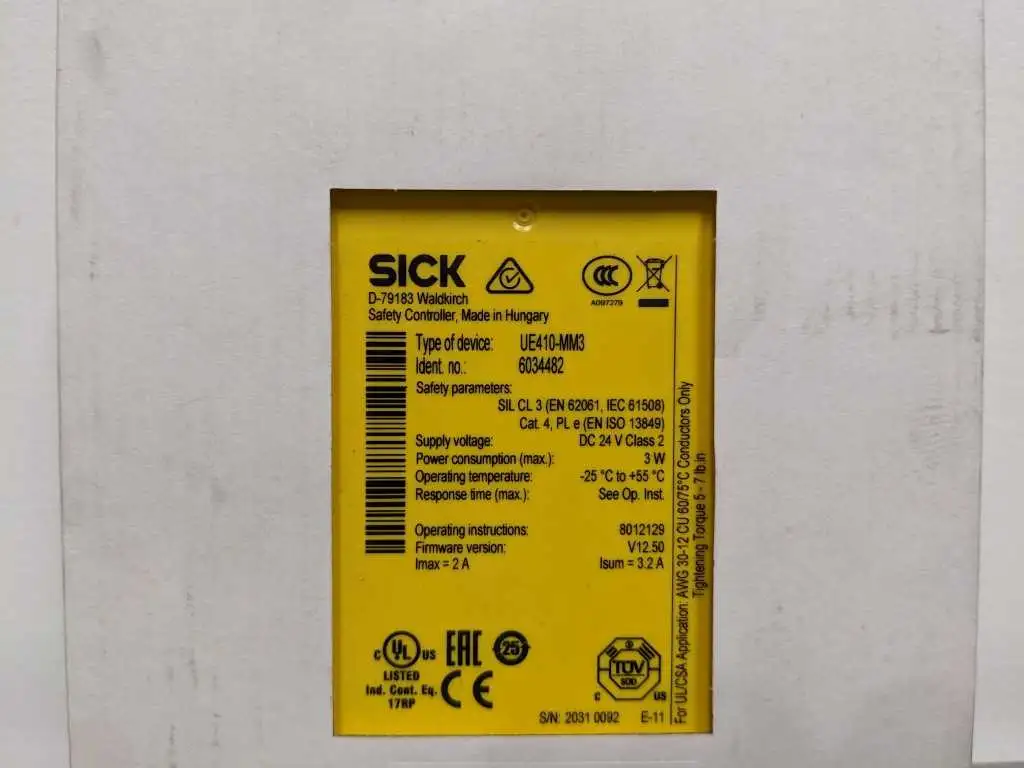 SICK
A097379
D-79183 Waldkirch
Safety Controller, Made in Hungary
Type of device: UE410-MM3
Ident. no.: 6034482
Safety parameters:
SIL CL 3 (EN 62061, IEC 61508)
Cat. 4, PL e (EN ISO 13849)
Supply voltage: DC 24 V Class 2
Power consumption (max.): 3 W
Operating temperature: -25 °C to +55 °C
Response time (max.): See Op. Inst.
Operating instructions: 8012129
Firmware version: V12.50
Imax = 2 A Isum = 3.2 A
C UL US EAC 25
LISTED
Ind. Cont. Eq.
17RP
CE
TÜV
SÜD
C US
S/N: 2031 0092 E-11
For UL/CSA Application: AWG 30-12 CU 60/75°C Conductors Only
Tightening Torque 5 - 7 lb.in